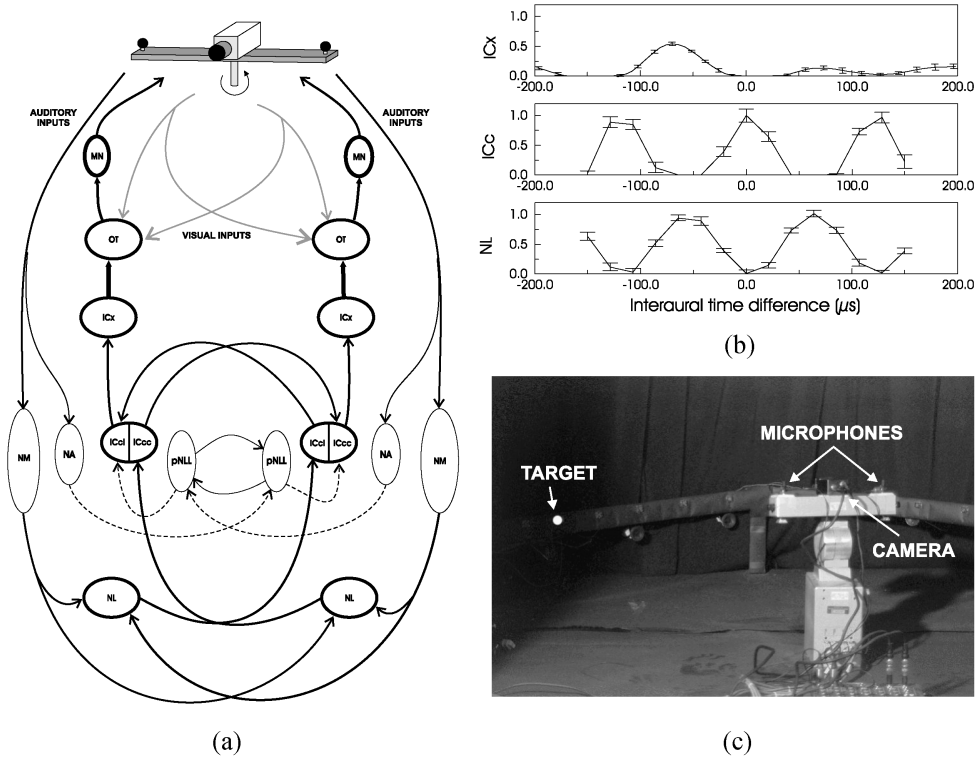 AUDITORY
INPUTS
AUDITORY
INPUTS
MN
MN
OT
VISUAL INPUTS
OT
ICx
ICx
NM
NA
ICcl
ICcc
pNLL
pNLL
ICcl
ICcc
NA
NM
NL
NL
(a)
ICx
1.0
0.5
0.0
-200.0 -100.0 0.0 100.0 200.0
ICc
1.0
0.5
0.0
-200.0 -100.0 0.0 100.0 200.0
NL
1.0
0.5
0.0
-200.0 -100.0 0.0 100.0 200.0
Interaural time difference (μs)
(b)
MICROPHONES
TARGET
CAMERA
(c)